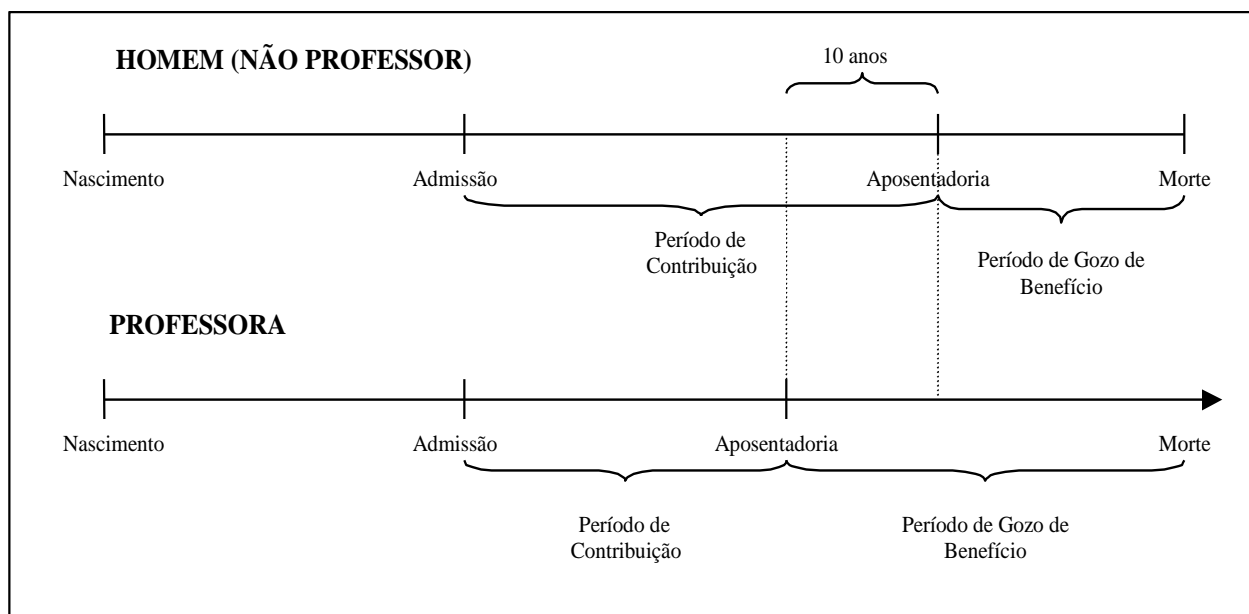 HOMEM (NÃO PROFESSOR)
10 anos
Nascimento
Admissão
Aposentadoria
Morte
Período de
Contribuição
Período de Gozo de
Benefício
PROFESSORA
Nascimento
Admissão
Aposentadoria
Morte
Período de
Contribuição
Período de Gozo de
Benefício